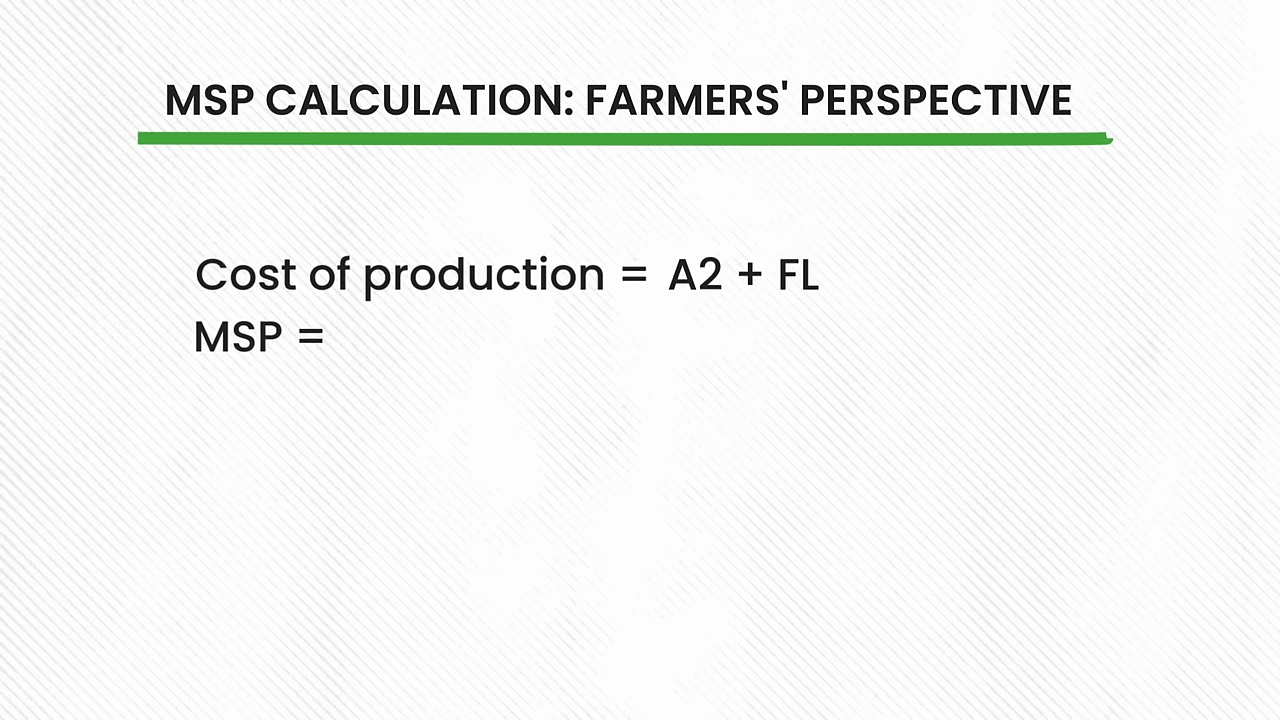 MSP CALCULATION: FARMERS' PERSPECTIVE
Cost of production = A2 + FL
MSP =